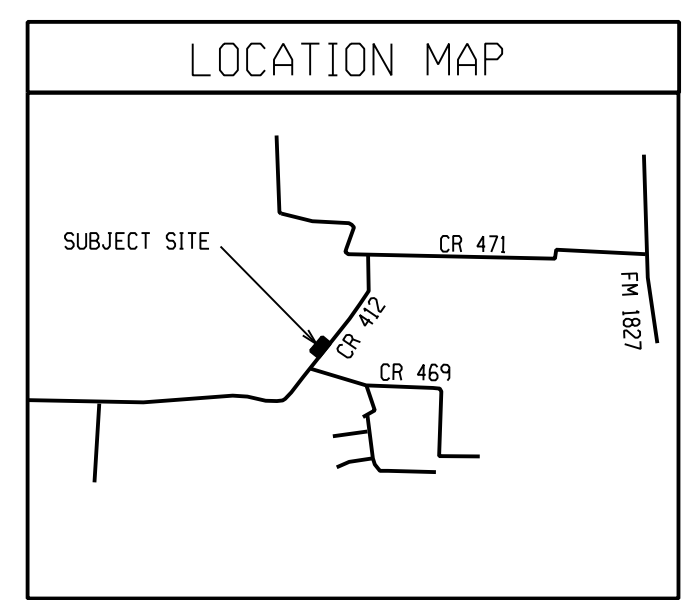 LOCATION MAP
SUBJECT SITE
CR 471
FM 1827
CR 412
CR 469